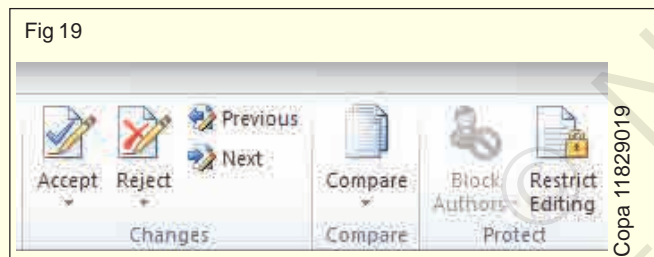 Fig 19
Accept
Reject
Previous
Next
Changes
Compare
Compare
Block
Authors
Restrict
Editing
Protect
Copa 11829019